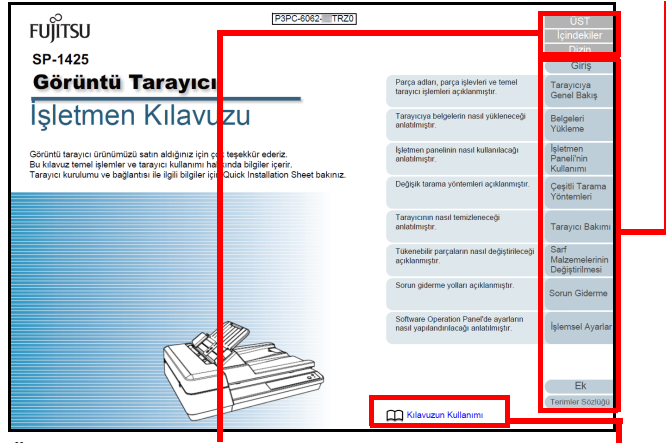 P3PC-6062- TRZ0
FUJITSU
SP-1425
Görüntü Tarayıcı
İşletmen Kılavuzu
Görüntü tarayıcı ürünümüzü satın aldığınız için çok teşekkür ederiz.
Bu kılavuz temel işlemler ve tarayıcı kullanımı hakkında bilgiler içerir.
Tarayıcı kurulumu ve bağlantısı ile ilgili bilgiler için Quick Installation Sheet bakınız.
ÜST
İçindekiler
Dizin
Giriş
Parça adları, parça işlevleri ve temel
tarayıcı işlemleri açıklanmıştır.
Tarayıcıya
Genel Bakış
Tarayıcıya belgelerin nasıl yükleneceği
anlatılmıştır.
Belgeleri
Yükleme
İşletmen panelinin nasıl kullanılacağı
anlatılmıştır.
İşletmen
Paneli'nin
Kullanımı
Değişik tarama yöntemleri açıklanmıştır.
Çeşitli Tarama
Yöntemleri
Tarayıcının nasıl temizleneceği
anlatılmıştır.
Tarayıcı Bakımı
Tükenebilir parçaların nasıl değiştirileceği
açıklanmıştır.
Sarf
Malzemelerinin
Değiştirilmesi
Sorun giderme yolları açıklanmıştır.
Sorun Giderme
Software Operation Panel'de ayarların
nasıl yapılandırılacağı anlatılmıştır.
İşlemsel Ayarlar
Ek
Terimler Sözlüğü
Kılavuzun Kullanımı